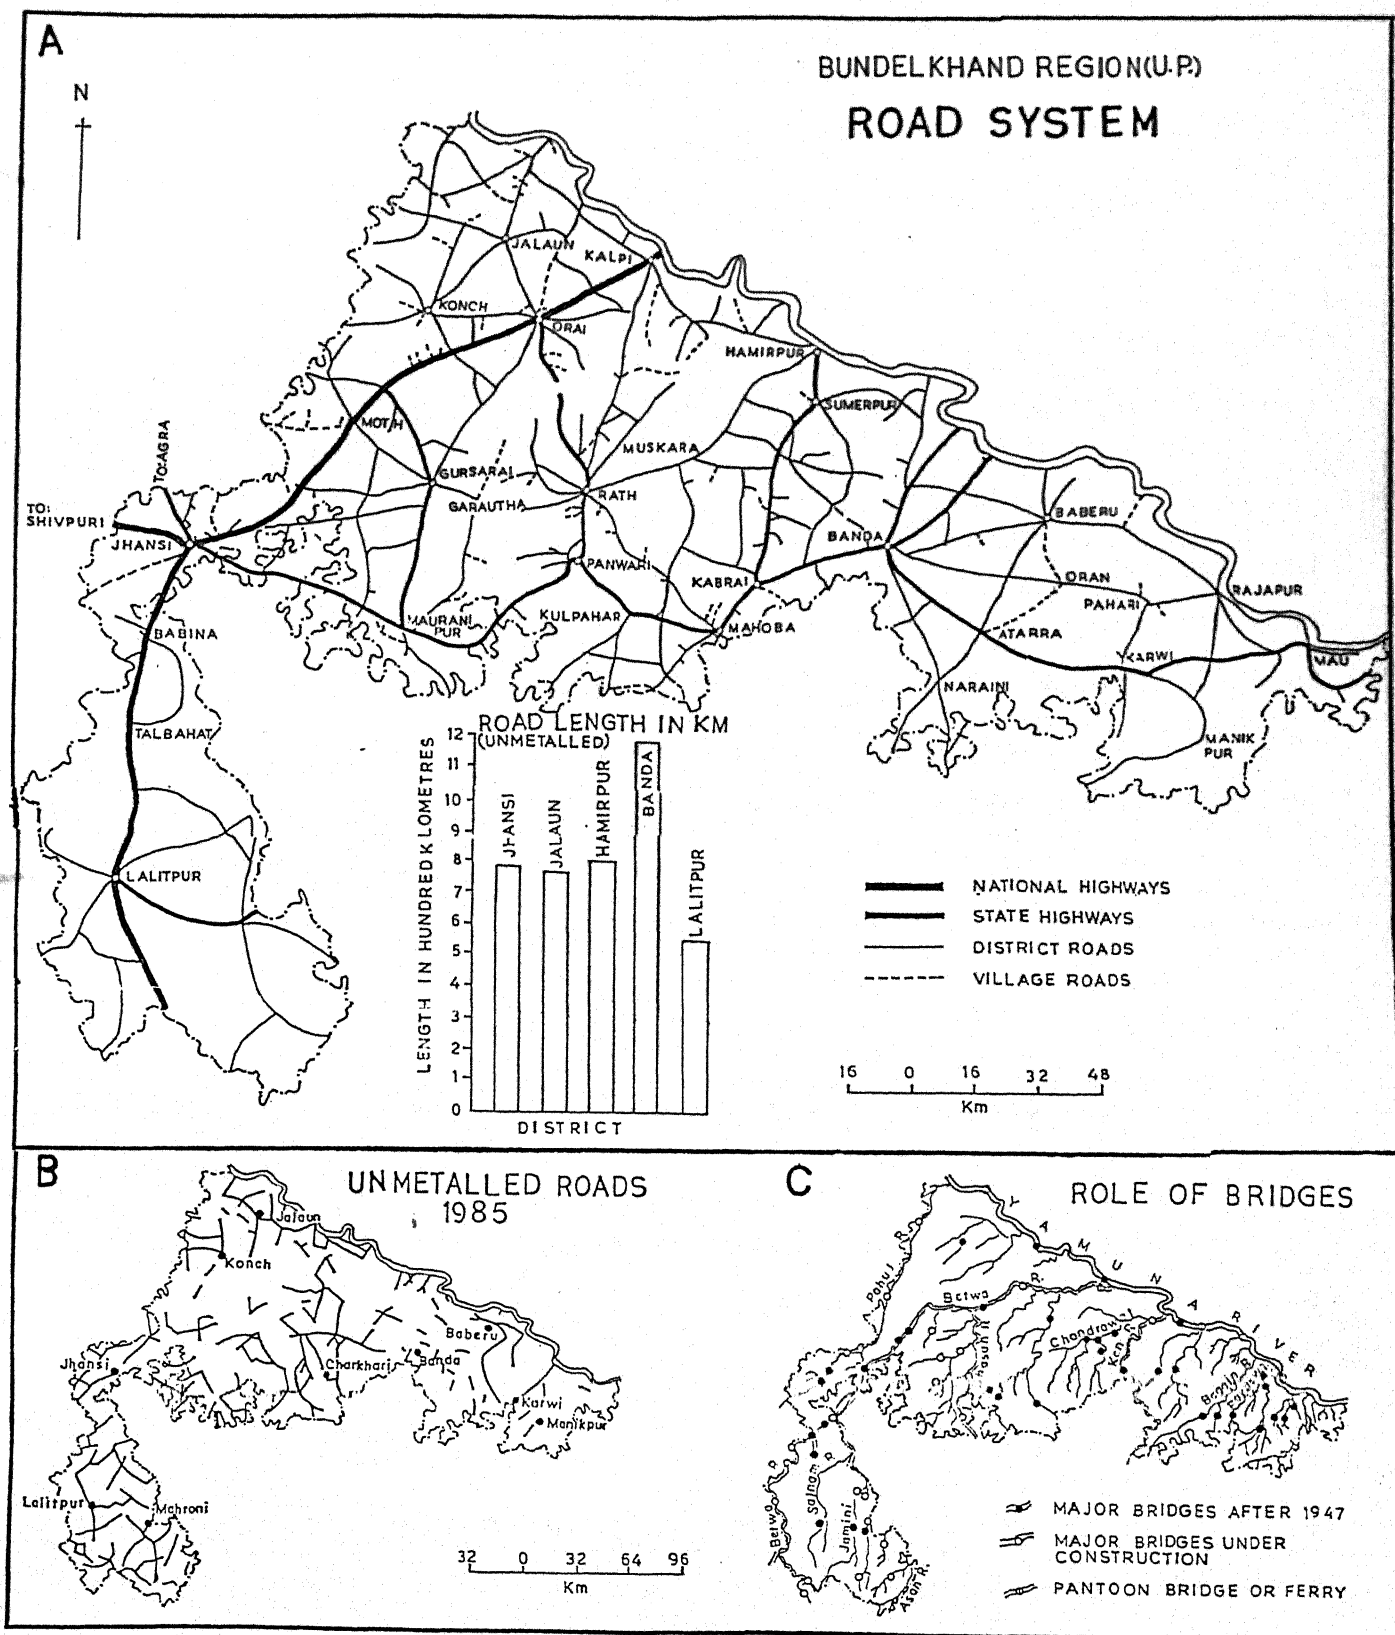 A
BUNDELKHAND REGION(U.P.)
ROAD SYSTEM
N
JALAUN
KALPI
KONCH
ORAI
HAMIRPUR
SUMERPUR
MOTH
TO:AGRA
MUSKARA
GURSARAI
GARAUTHA
RATH
TO:
SHIVPURI
JHANSI
BABERU
BANDA
PANWARI
KABRAI
ORAN
PAHARI
RAJAPUR
MAURANI
PUR
KULPAHAR
MAHOBA
BABINA
ATARRA
KARWI
MAU
NARAINI
TALBAHAT
MANIK
PUR
LALITPUR
ROAD LENGTH IN KM
(UNMETALLED)
LENGTH IN HUNDRED KLOMETRES
12
11
10
9
8
7
6
5
4
3
2
1
0
JHANSI
JALAUN
HAMIRPUR
BANDA
LALITPUR
DISTRICT
NATIONAL HIGHWAYS
STATE HIGHWAYS
DISTRICT ROADS
VILLAGE ROADS
16 0 16 32 48
Km
B
UNMETALLED ROADS
1985
Jalaun
Konch
Baberu
Jhansi
Charkhari
Banda
Karwi
Manikpur
Lalitpur
Mehroni
32 0 32 64 96
Km
C
ROLE OF BRIDGES
YAMUNA RIVER
Pahuj R.
Betwa R.
Chandrawal
Ken R.
Betwa R.
Sajnam R.
Jamini
MAJOR BRIDGES AFTER 1947
MAJOR BRIDGES UNDER
CONSTRUCTION
PANTOON BRIDGE OR FERRY